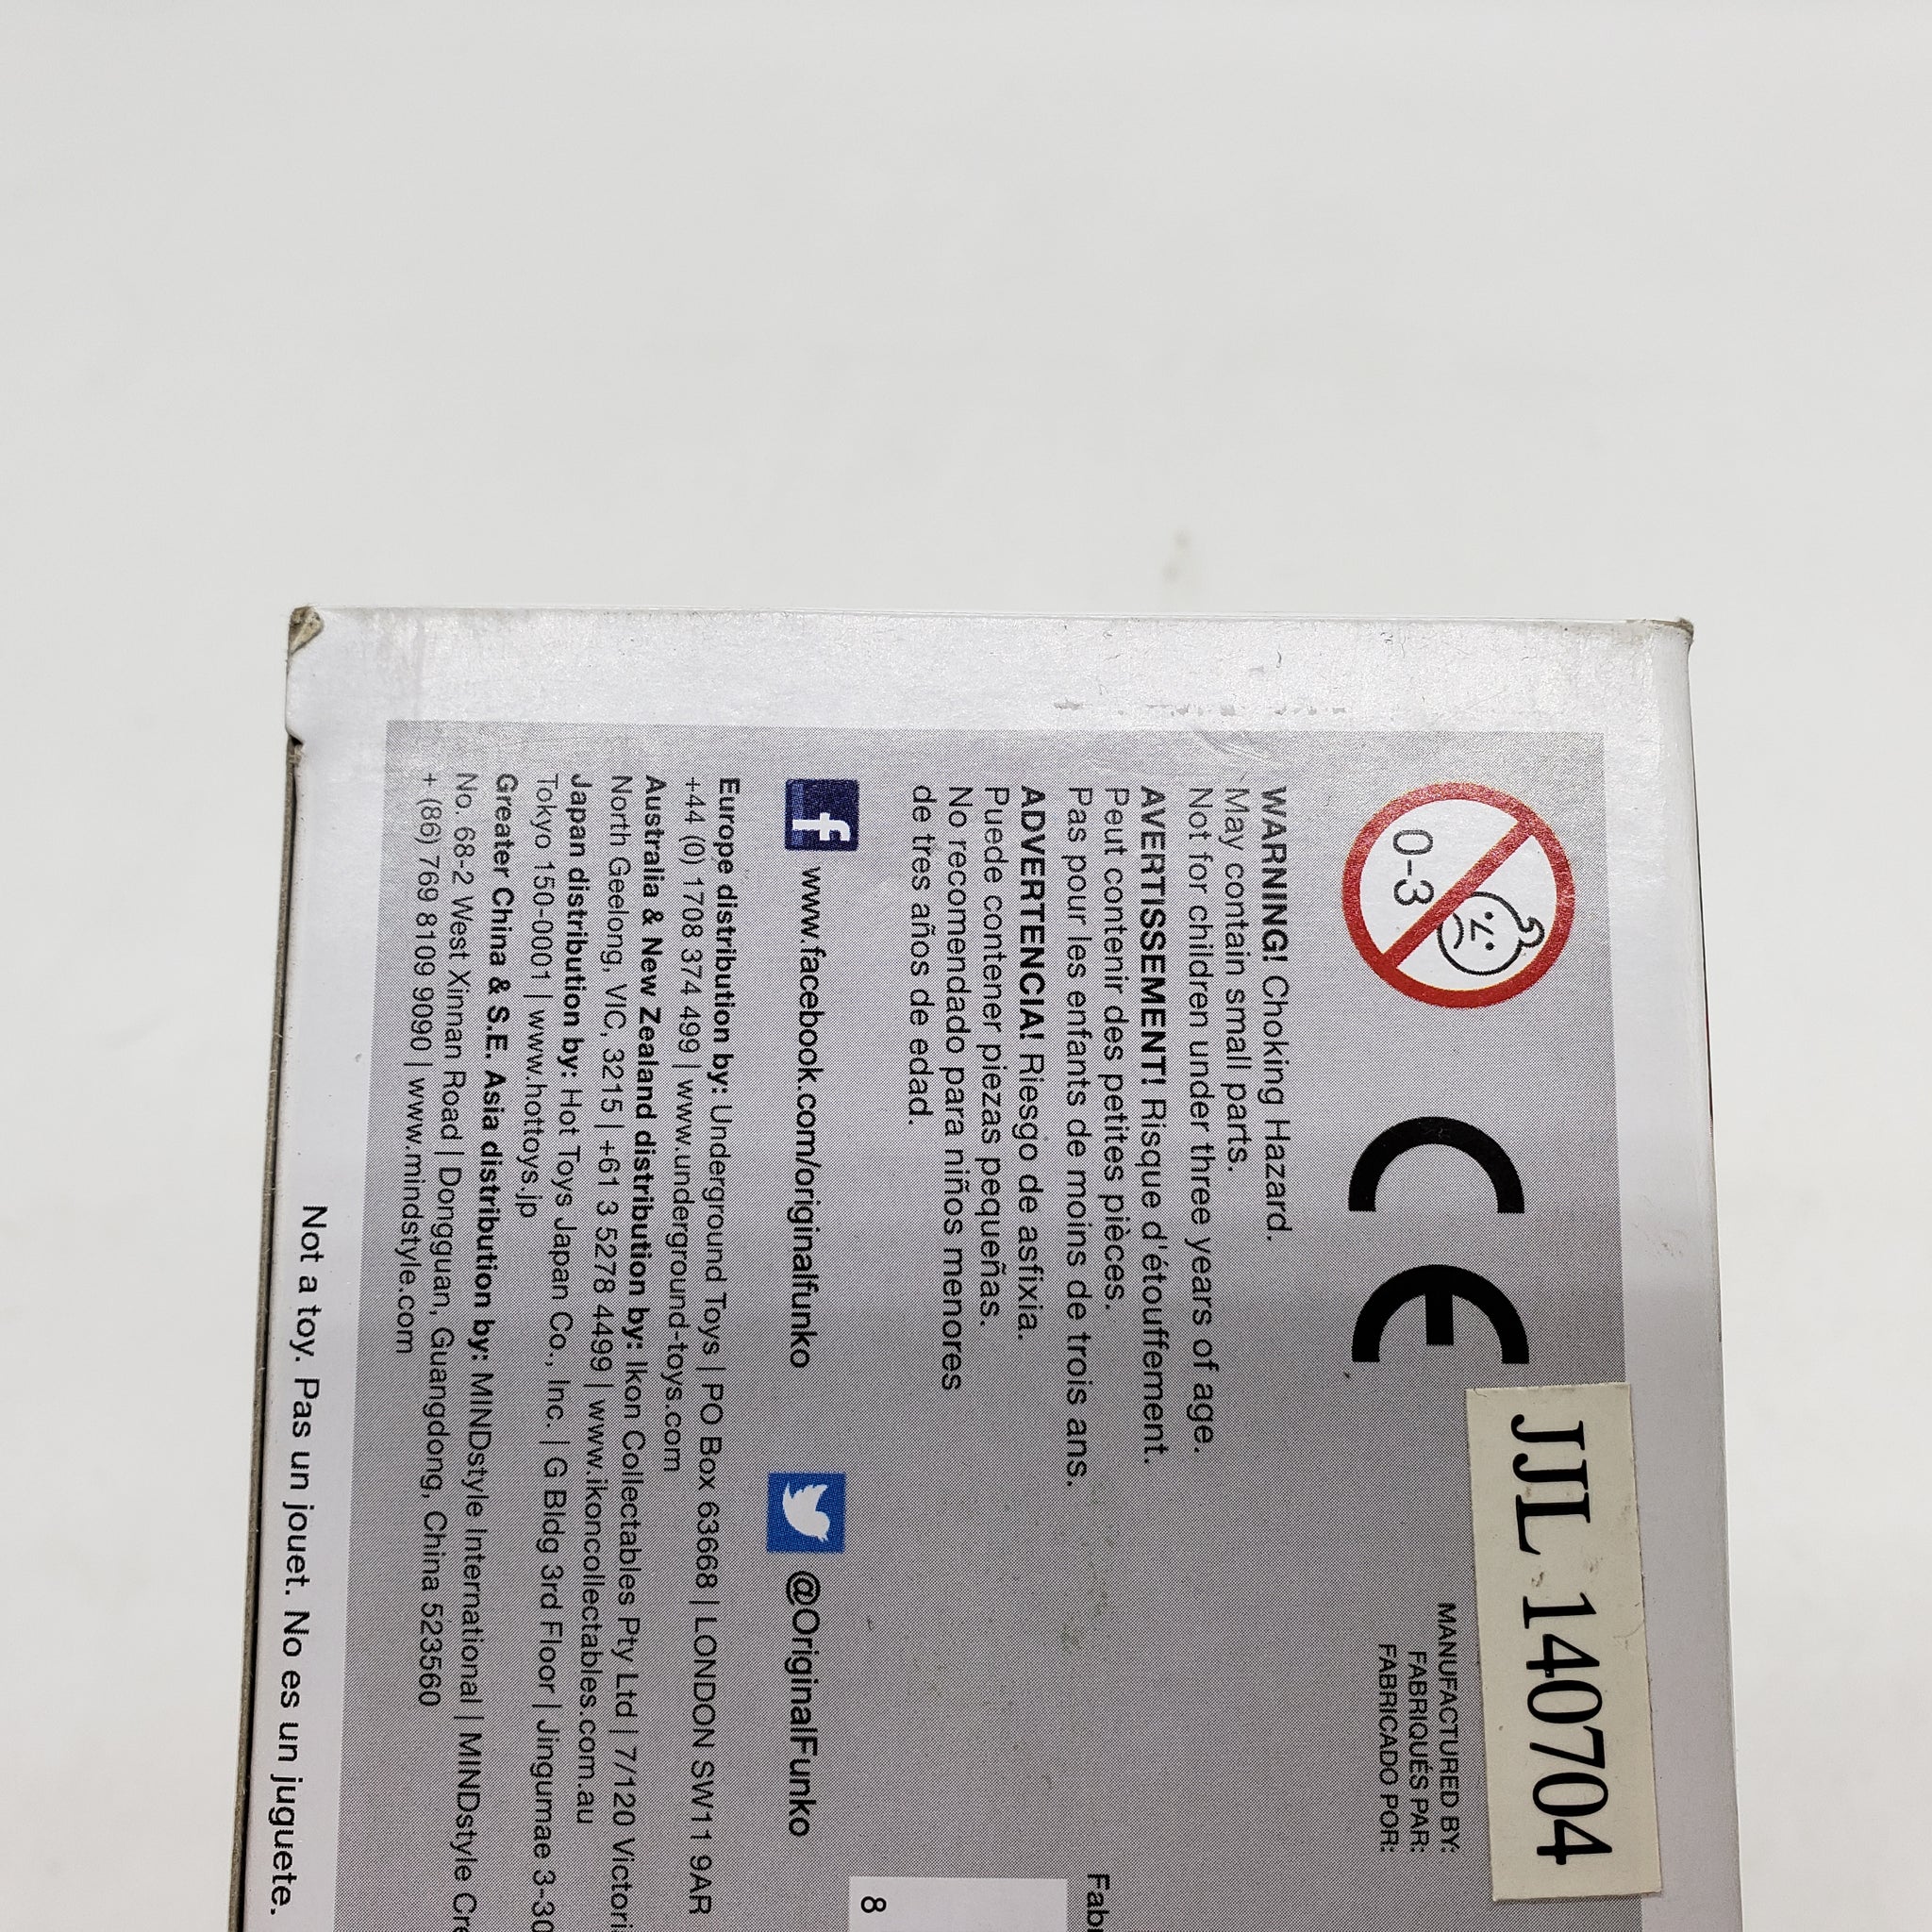 0-3
CE
JJL 140704
MANUFACTURED BY:
FABRIQUÉS PAR:
FABRICADO POR:
WARNING! Choking Hazard.
May contain small parts.
Not for children under three years of age.
AVERTISSEMENT! Risque d'étouffement.
Peut contenir des petites pièces.
Pas pour les enfants de moins de trois ans.
ADVERTENCIA! Riesgo de asfixia.
Puede contener piezas pequeñas.
No recomendado para niños menores
de tres años de edad.
8
www.facebook.com/originalfunko
@OriginalFunko
Europe distribution by: Underground Toys | PO Box 63668 | LONDON SW11 9AR
+44 (0) 1708 374 499 | www.underground-toys.com
Australia & New Zealand distribution by: Ikon Collectables Pty Ltd | 7/120 Victori
North Geelong, VIC, 3215 | +61 3 5278 4499 | www.ikoncollectables.com.au
Japan distribution by: Hot Toys Japan Co., Inc. | G Bldg 3rd Floor | Jingumae 3-30
Tokyo 150-0001 | www.hottoys.jp
Greater China & S.E. Asia distribution by: MINDstyle International | MINDstyle Cre
No. 68-2 West Xinnan Road | Dongguan, Guangdong, China 523560
+ (86) 769 8109 9090 | www.mindstyle.com
Not a toy. Pas un jouet. No es un juguete.